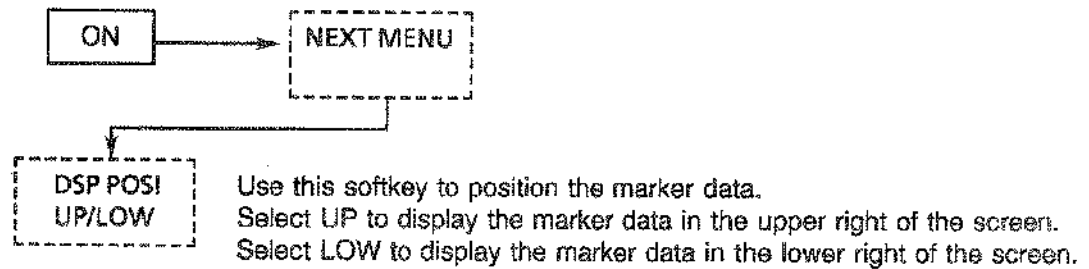 ON
NEXT MENU
DSP POSI
UP/LOW
Use this softkey to position the marker data.
Select UP to display the marker data in the upper right of the screen.
Select LOW to display the marker data in the lower right of the screen.